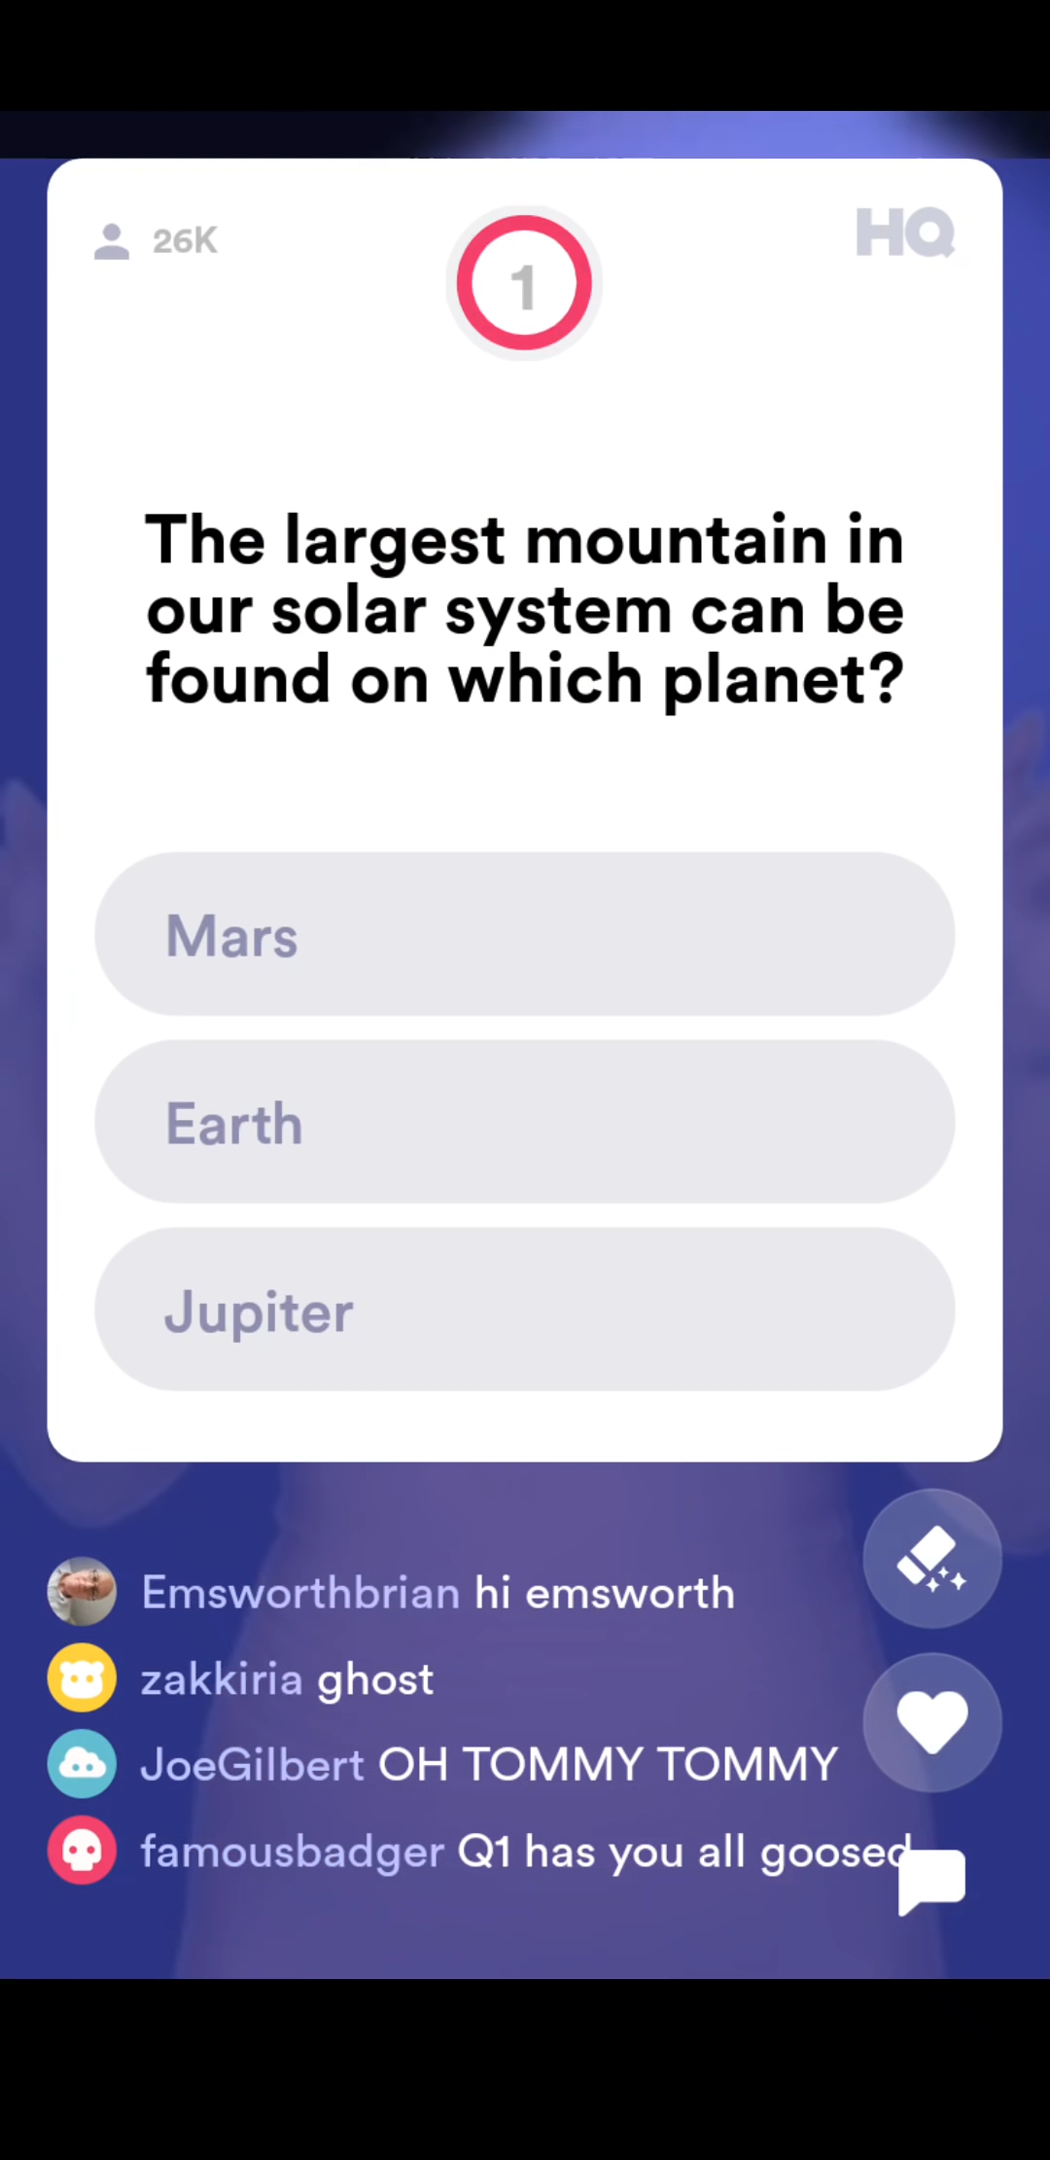 26K
1
HQ
The largest mountain in
our solar system can be
found on which planet?
Mars
Earth
Jupiter
Emsworthbrian hi emsworth
zakkiria ghost
JoeGilbert OH TOMMY TOMMY
famousbadger Q1 has you all goosed